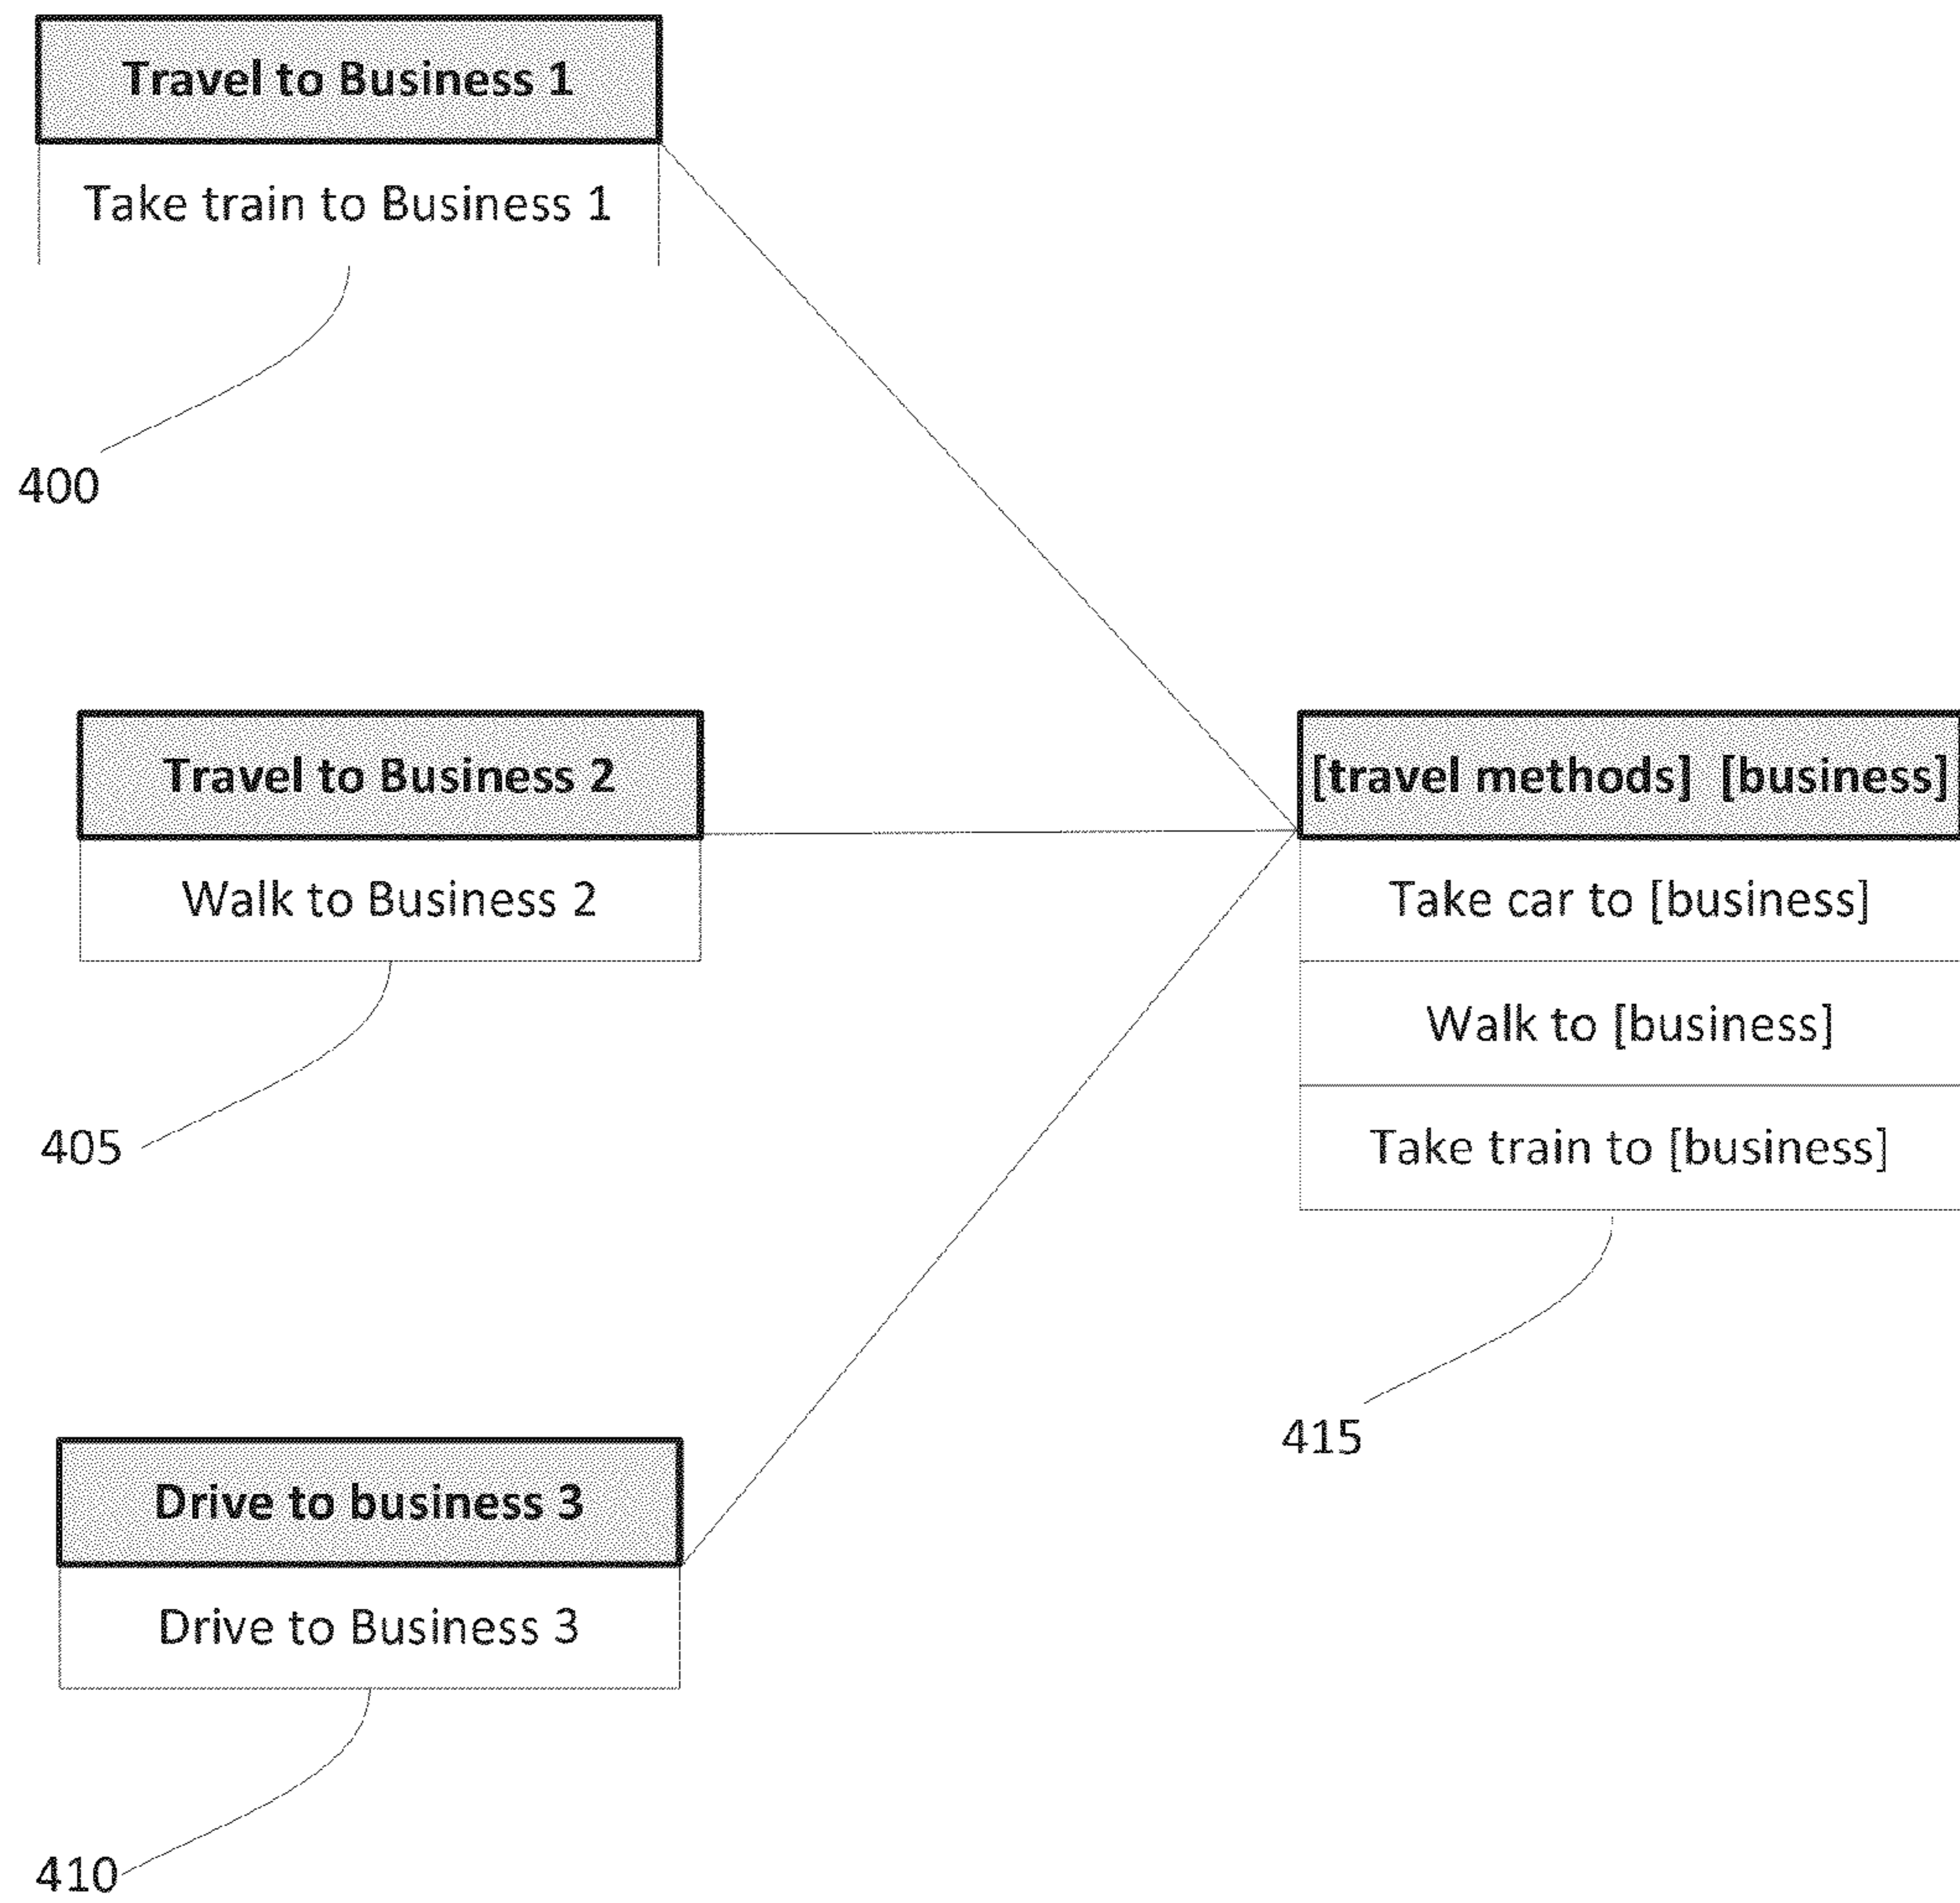 Travel to Business 1
Take train to Business 1
400
Travel to Business 2
Walk to Business 2
405
Drive to business 3
Drive to Business 3
410
[travel methods]  [business]
Take car to [business]
Walk to [business]
Take train to [business]
415